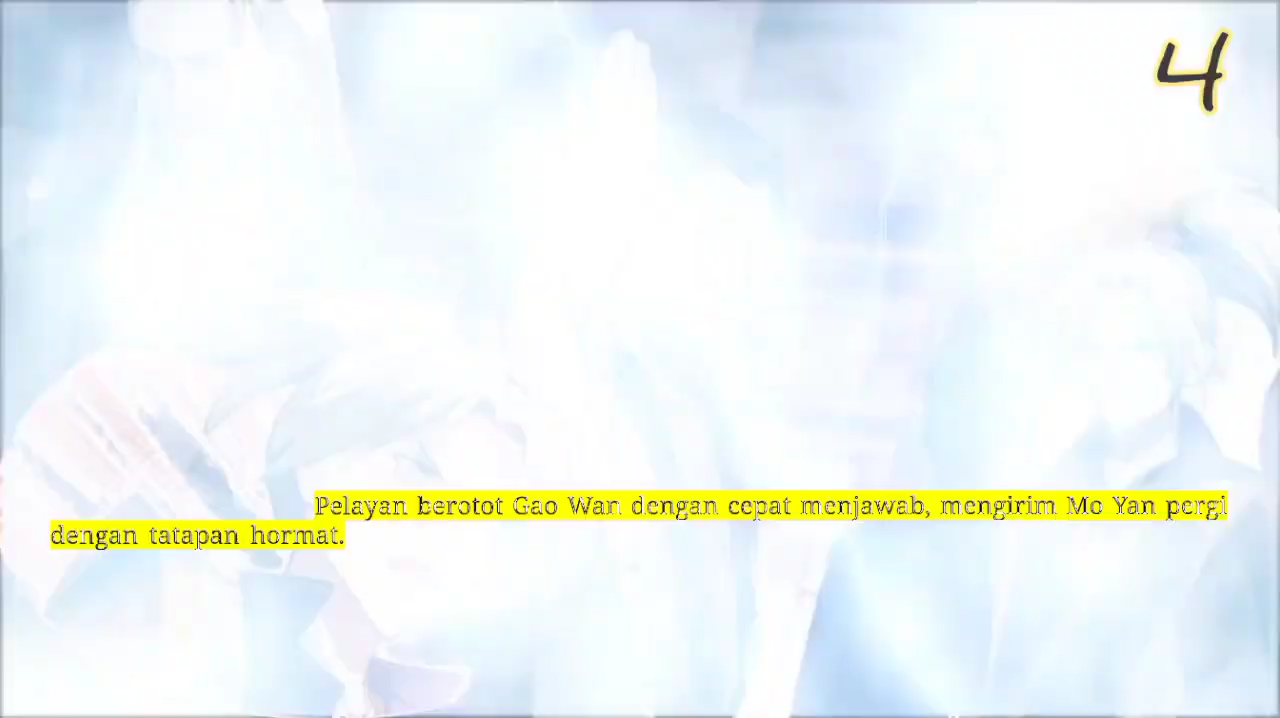 4
Pelayan berotot Gao Wan dengan cepat menjawab, mengirim Mo Yan pergi
dengan tatapan hormat.